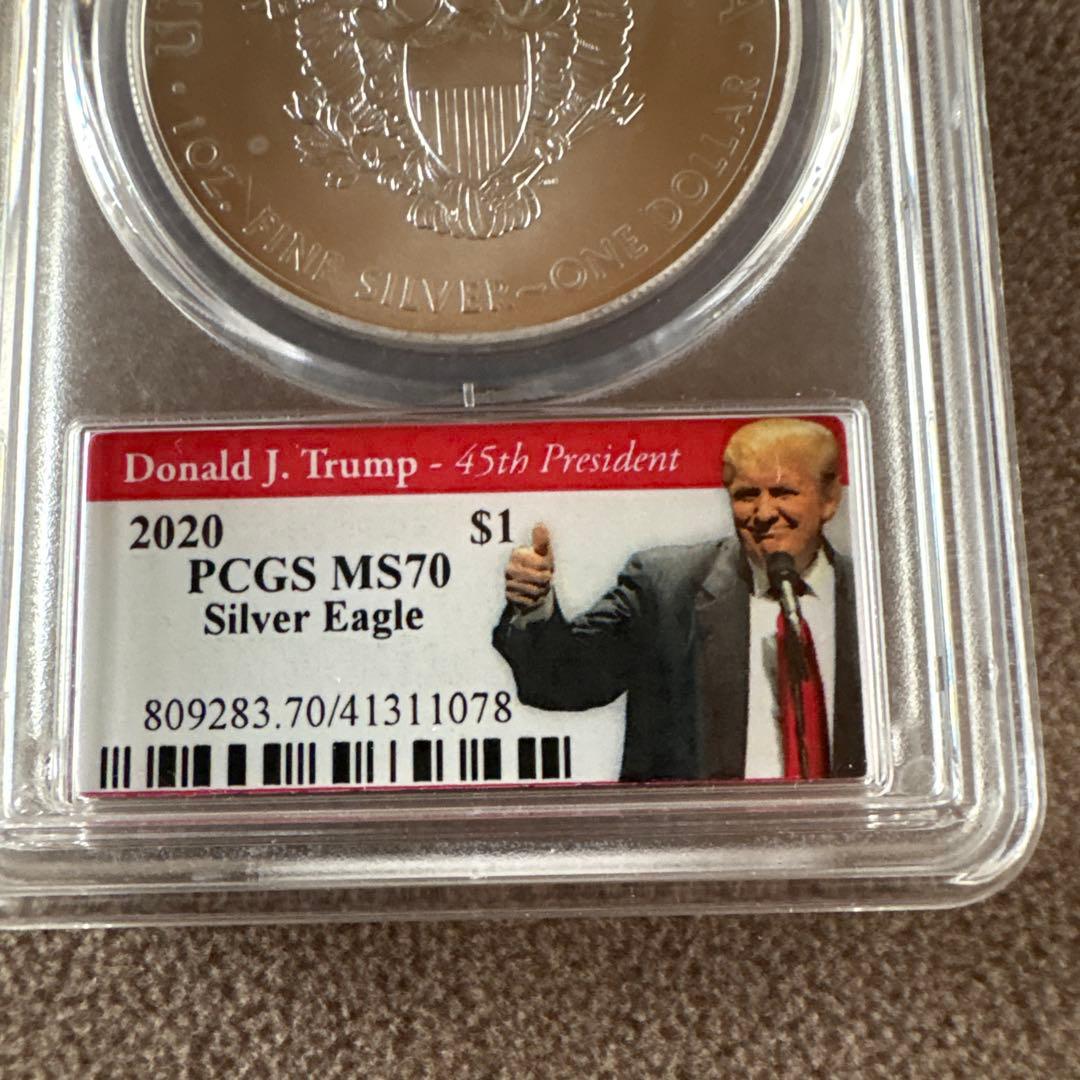 1 OZ. FINE SILVER~ONE DOLLAR
Donald J. Trump - 45th President
2020 $1
PCGS MS70
Silver Eagle
809283.70/41311078